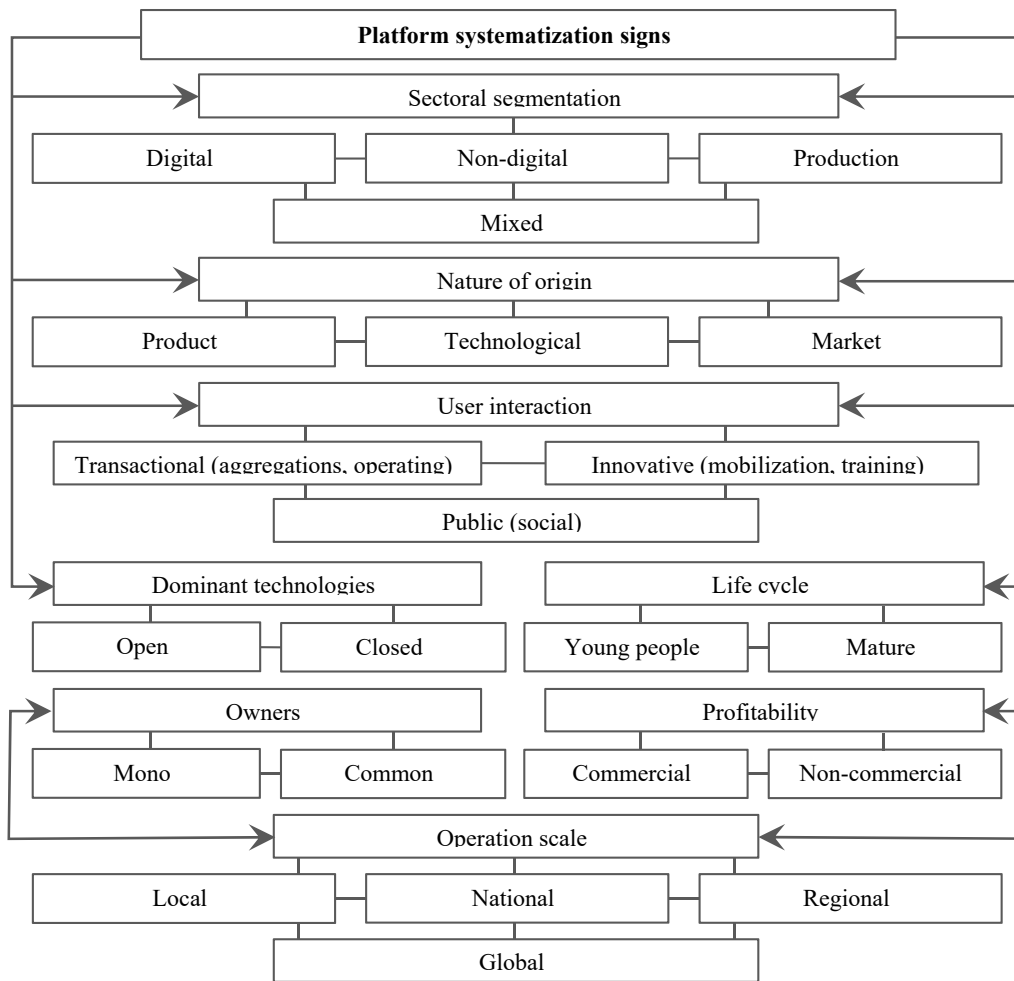 Platform systematization signs
Sectoral segmentation
Digital
Non-digital
Production
Mixed
Nature of origin
Product
Technological
Market
User interaction
Transactional (aggregations, operating)
Innovative (mobilization, training)
Public (social)
Dominant technologies
Life cycle
Open
Closed
Young people
Mature
Owners
Profitability
Mono
Common
Commercial
Non-commercial
Operation scale
Local
National
Regional
Global